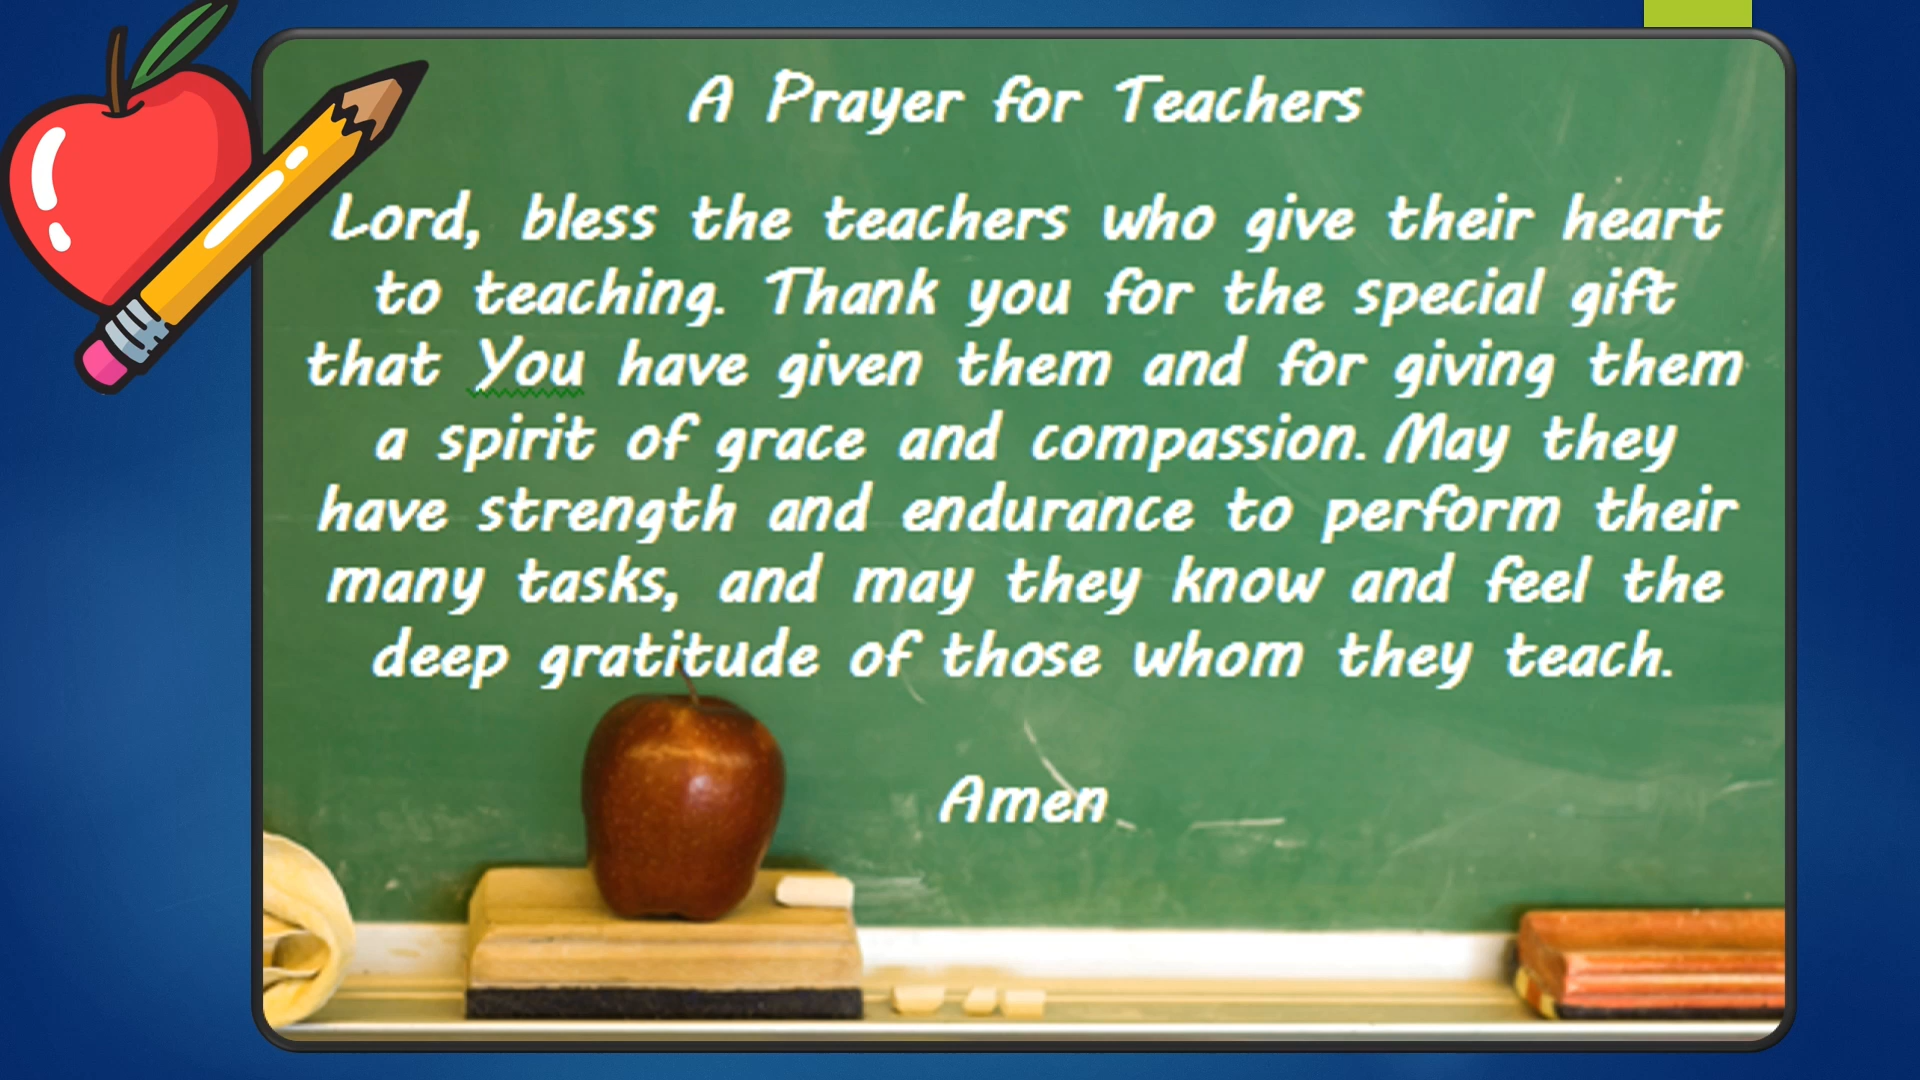 A Prayer for Teachers
Lord, bless the teachers who give their heart
to teaching. Thank you for the special gift
that You have given them and for giving them
a spirit of grace and compassion. May they
have strength and endurance to perform their
many tasks, and may they know and feel the
deep gratitude of those whom they teach.
Amen